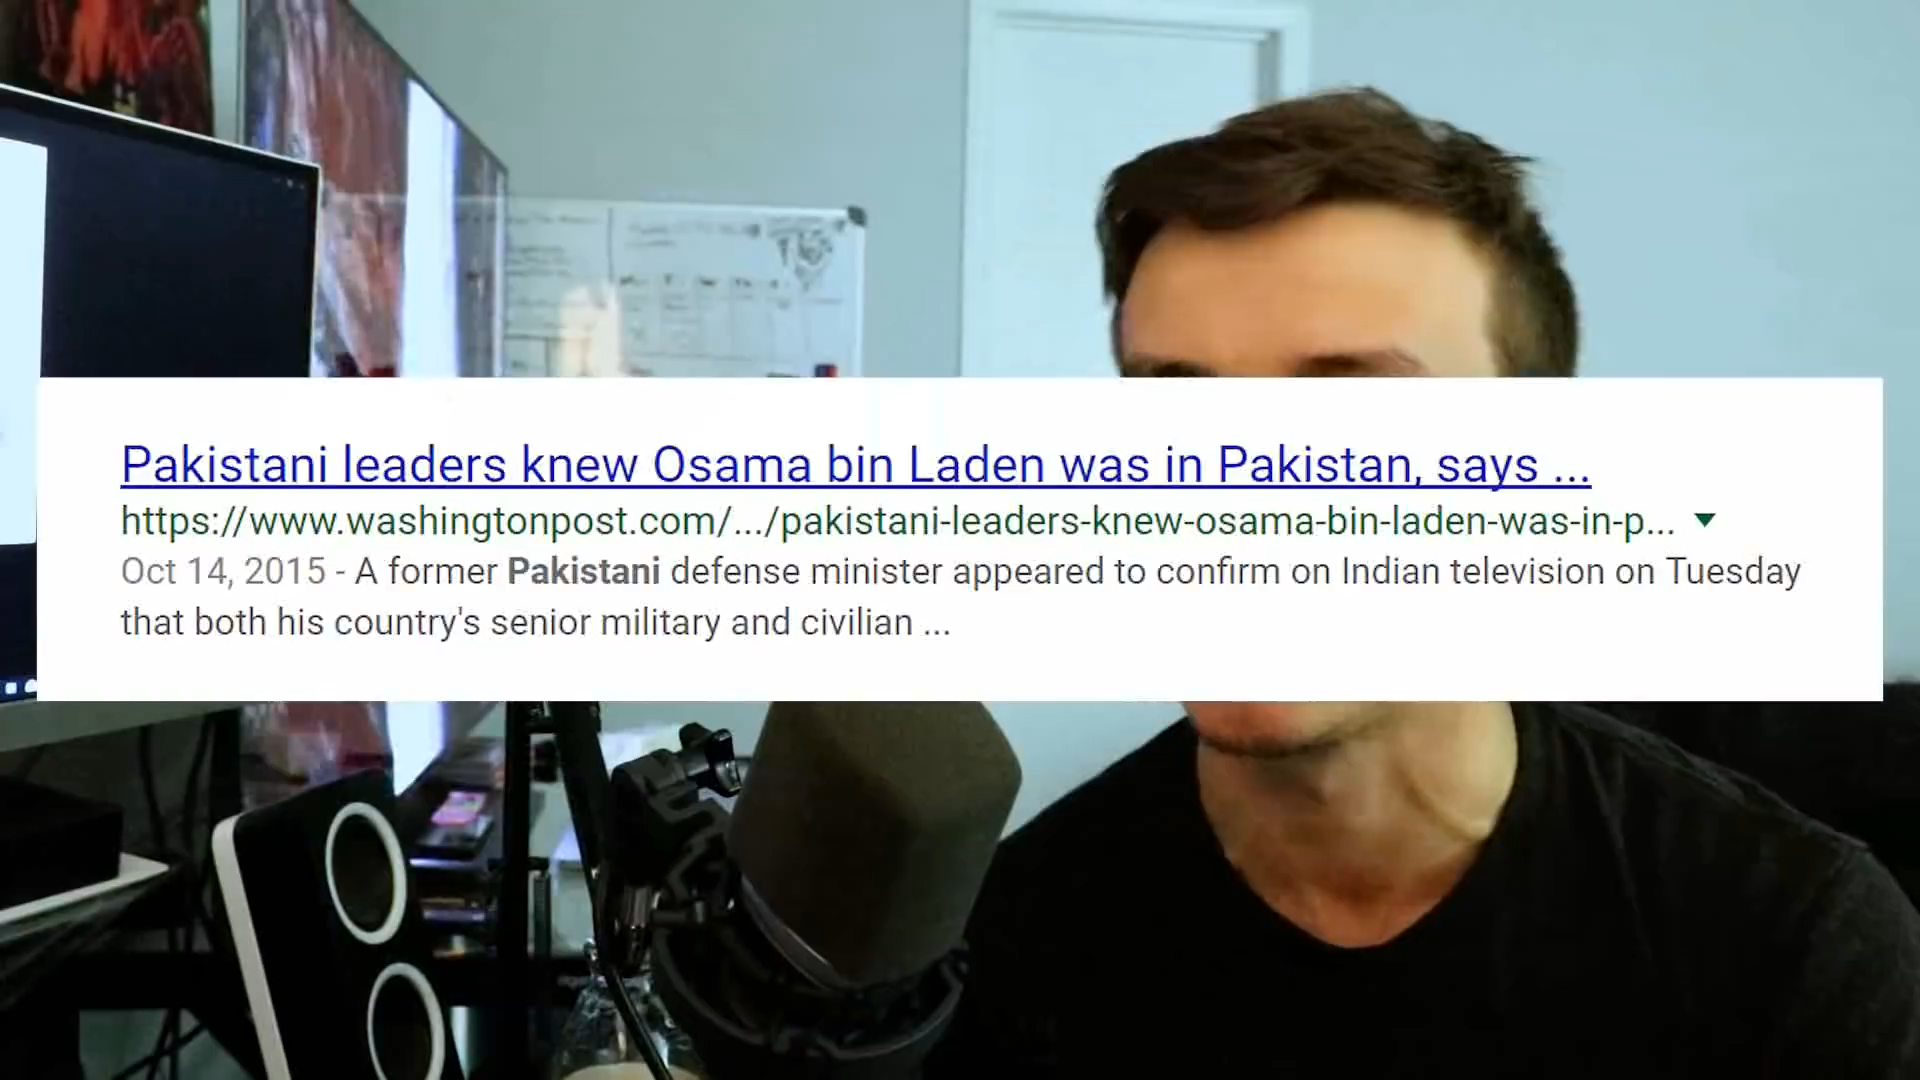 Pakistani leaders knew Osama bin Laden was in Pakistan, says ...
https://www.washingtonpost.com/.../pakistani-leaders-knew-osama-bin-laden-was-in-p...
Oct 14, 2015 - A former Pakistani defense minister appeared to confirm on Indian television on Tuesday
that both his country's senior military and civilian ...